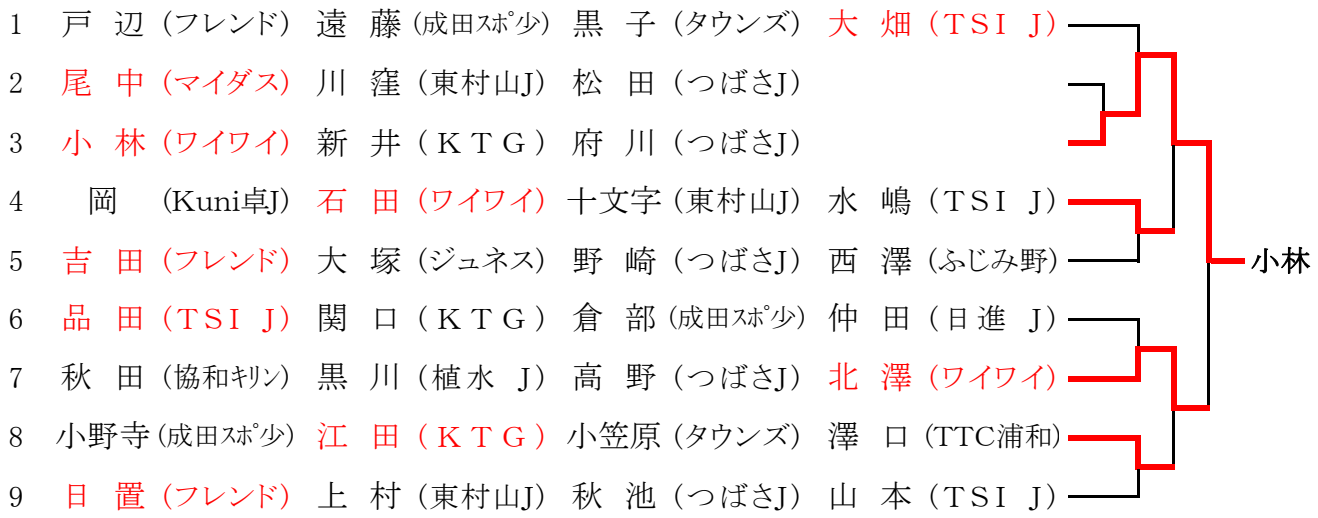 1 戸 辺 (フレンド) 遠 藤 (成田スポ少) 黒 子 (タウンズ) 大 畑 (TSI J)
2 尾 中 (マイダス) 川 窪 (東村山J) 松 田 (つばさJ)
3 小 林 (ワイワイ) 新 井 (KTG) 府 川 (つばさJ)
4 岡 (Kuni卓J) 石 田 (ワイワイ) 十文字 (東村山J) 水 嶋 (TSI J)
5 吉 田 (フレンド) 大 塚 (ジュネス) 野 崎 (つばさJ) 西 澤 (ふじみ野)
小林
6 品 田 (TSI J) 関 口 (KTG) 倉 部 (成田スポ少) 仲 田 (日進 J)
7 秋 田 (協和キリン) 黒 川 (植水 J) 高 野 (つばさJ) 北 澤 (ワイワイ)
8 小野寺 (成田スポ少) 江 田 (KTG) 小笠原 (タウンズ) 澤 口 (TTC浦和)
9 日 置 (フレンド) 上 村 (東村山J) 秋 池 (つばさJ) 山 本 (TSI J)